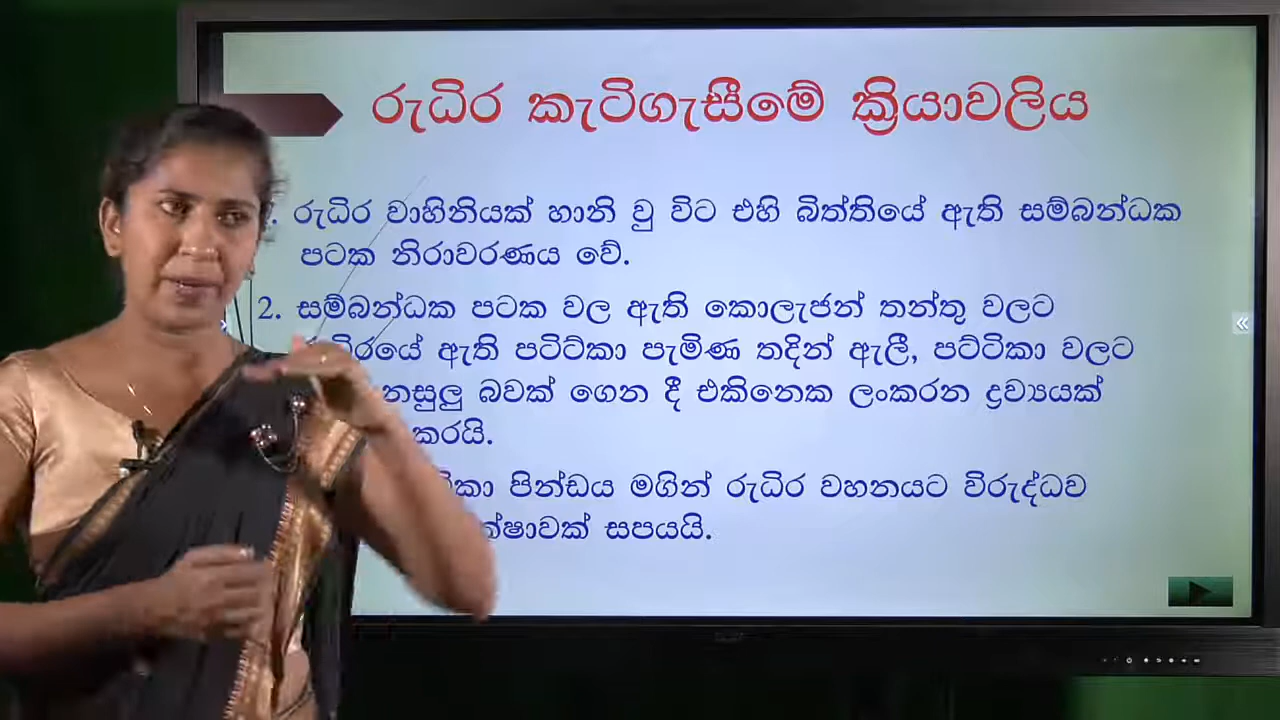 රුධිර කැටිගැසීමේ ක්‍රියාවලිය
රුධිර වාහිනියක් හානි වු විට එහි බිත්තියේ ඇති සම්බන්ධක
පටක නිරාවරණය වේ.
2. සම්බන්ධක පටක වල ඇති කොලැජන් තන්තු වලට
ඇති පටිට්කා පැමිණ තදින් ඇලී, පට්ටිකා වලට
බවක් ගෙන දී එකිනෙක ලංකරන ද්‍රව්‍යයක්
කරයි.
පින්ඩය මගින් රුධිර වහනයට විරුද්ධව
සපයයි.